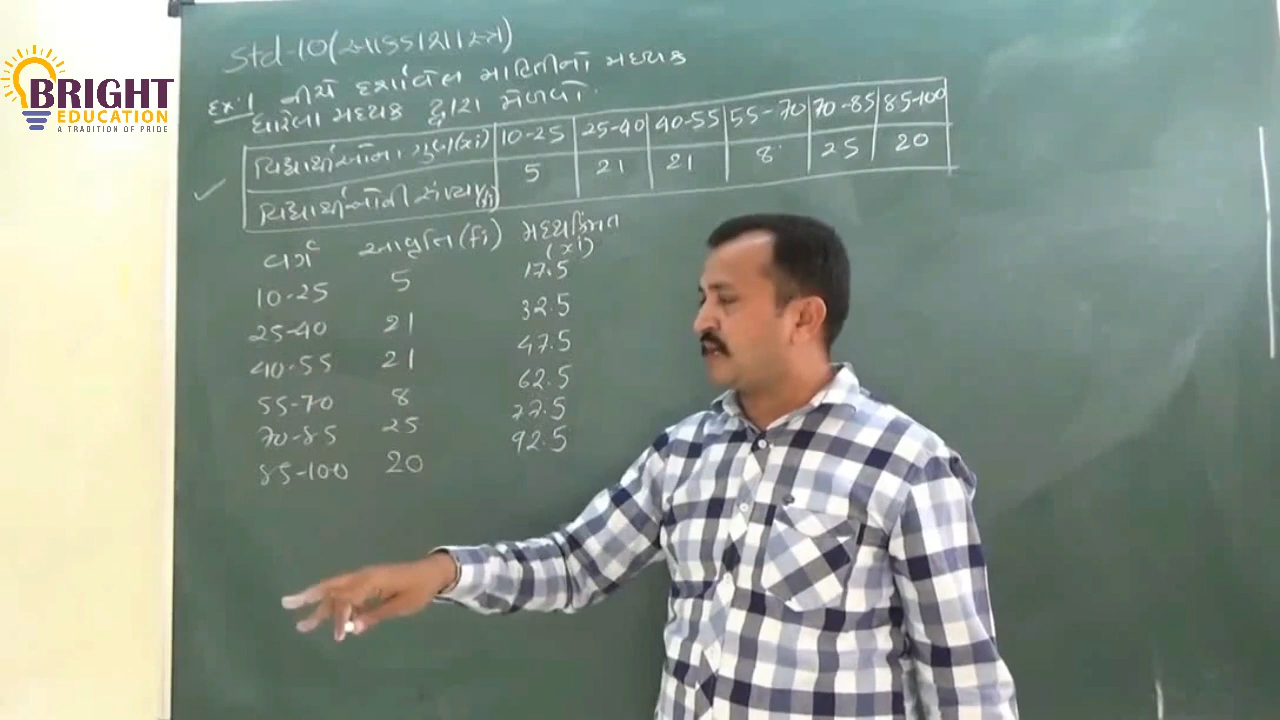 BRIGHT
EDUCATION
A TRADITION OF PRIDE
Std-10 (આંકડાશાસ્ત્ર)
Ex:1 નીચે દર્શાવેલ માહિતીનો મધ્યક
ધારેલા મધ્યક દ્વારા મેળવો.
વિદ્યાર્થીઓના ગુણ(xi) 10-25 25-40 40-55 55-70 70-85 85-100
વિદ્યાર્થીઓની સંખ્યા(fi) 5 21 21 8 25 20
વર્ગ આવૃત્તિ (fi) મધ્યકિંમત (xi)
10-25 5 17.5
25-40 21 32.5
40-55 21 47.5
55-70 8 62.5
70-85 25 77.5
85-100 20 92.5